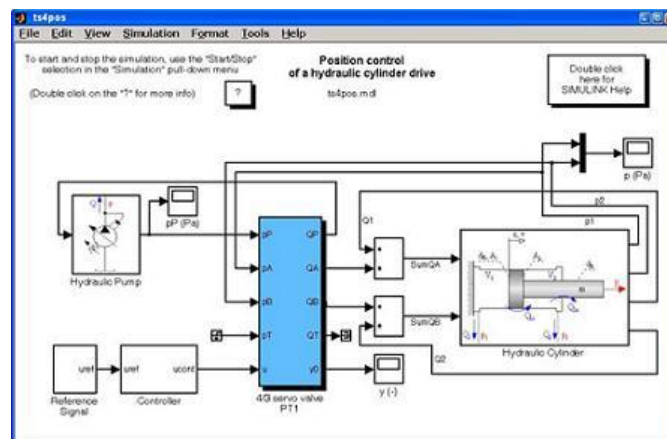 ts4pos
File Edit View Simulation Format Tools Help
To start and stop the simulation, use the "Start/Stop"
selection in the "Simulation" pull-down menu
(Double click on the "?" for more info)
?
Position control
of a hydraulic cylinder drive
ts4pos.mdl
Double click
here for
SIMULINK Help
p (Pa)
p2
p1
Q1
pP (Pa)
Hydraulic Pump
pP QP
pA QA
pB QB
pT QT
u y0
SumQA
SumQB
Hydraulic Cylinder
Q2
y (-)
uref
Reference
Signal
uref ucont
Controller
4/3 servo valve
PT1